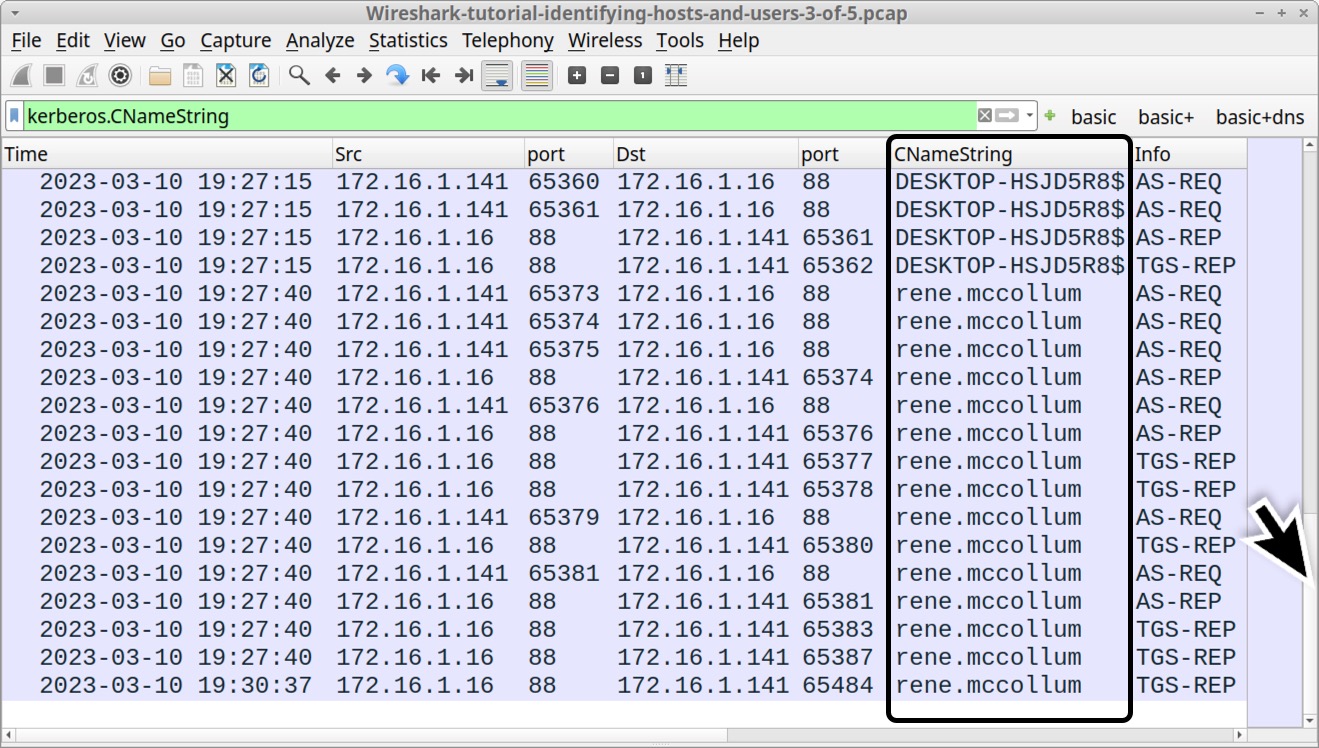 Wireshark-tutorial-identifying-hosts-and-users-3-of-5.pcap
File Edit View Go Capture Analyze Statistics Telephony Wireless Tools Help
kerberos.CNameString basic basic+ basic+dns
Time Src port Dst port CNameString Info
2023-03-10 19:27:15 172.16.1.141 65360 172.16.1.16 88 DESKTOP-HSJD5R8$ AS-REQ
2023-03-10 19:27:15 172.16.1.141 65361 172.16.1.16 88 DESKTOP-HSJD5R8$ AS-REQ
2023-03-10 19:27:15 172.16.1.16 88 172.16.1.141 65361 DESKTOP-HSJD5R8$ AS-REP
2023-03-10 19:27:15 172.16.1.16 88 172.16.1.141 65362 DESKTOP-HSJD5R8$ TGS-REP
2023-03-10 19:27:40 172.16.1.141 65373 172.16.1.16 88 rene.mccollum AS-REQ
2023-03-10 19:27:40 172.16.1.141 65374 172.16.1.16 88 rene.mccollum AS-REQ
2023-03-10 19:27:40 172.16.1.141 65375 172.16.1.16 88 rene.mccollum AS-REQ
2023-03-10 19:27:40 172.16.1.16 88 172.16.1.141 65374 rene.mccollum AS-REP
2023-03-10 19:27:40 172.16.1.141 65376 172.16.1.16 88 rene.mccollum AS-REQ
2023-03-10 19:27:40 172.16.1.16 88 172.16.1.141 65376 rene.mccollum AS-REP
2023-03-10 19:27:40 172.16.1.16 88 172.16.1.141 65377 rene.mccollum TGS-REP
2023-03-10 19:27:40 172.16.1.16 88 172.16.1.141 65378 rene.mccollum TGS-REP
2023-03-10 19:27:40 172.16.1.141 65379 172.16.1.16 88 rene.mccollum AS-REQ
2023-03-10 19:27:40 172.16.1.16 88 172.16.1.141 65380 rene.mccollum TGS-REP
2023-03-10 19:27:40 172.16.1.141 65381 172.16.1.16 88 rene.mccollum AS-REQ
2023-03-10 19:27:40 172.16.1.16 88 172.16.1.141 65381 rene.mccollum AS-REP
2023-03-10 19:27:40 172.16.1.16 88 172.16.1.141 65383 rene.mccollum TGS-REP
2023-03-10 19:27:40 172.16.1.16 88 172.16.1.141 65387 rene.mccollum TGS-REP
2023-03-10 19:30:37 172.16.1.16 88 172.16.1.141 65484 rene.mccollum TGS-REP